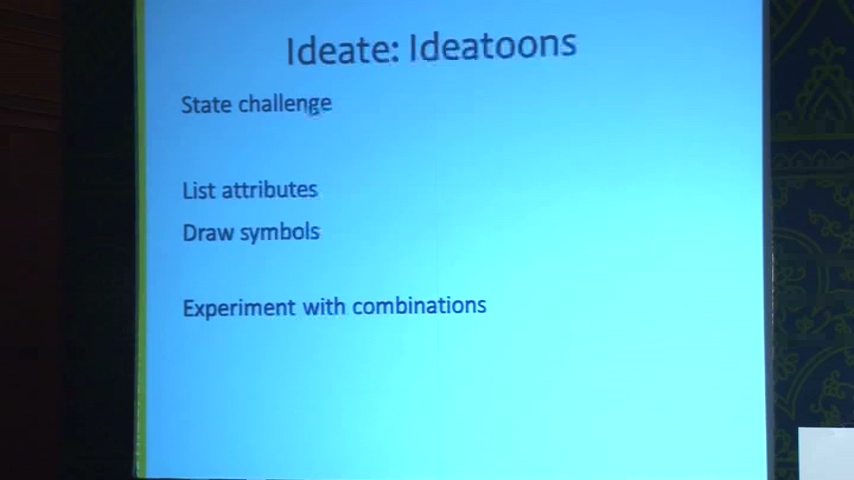 Ideate: Ideatoons
State challenge
List attributes
Draw symbols
Experiment with combinations